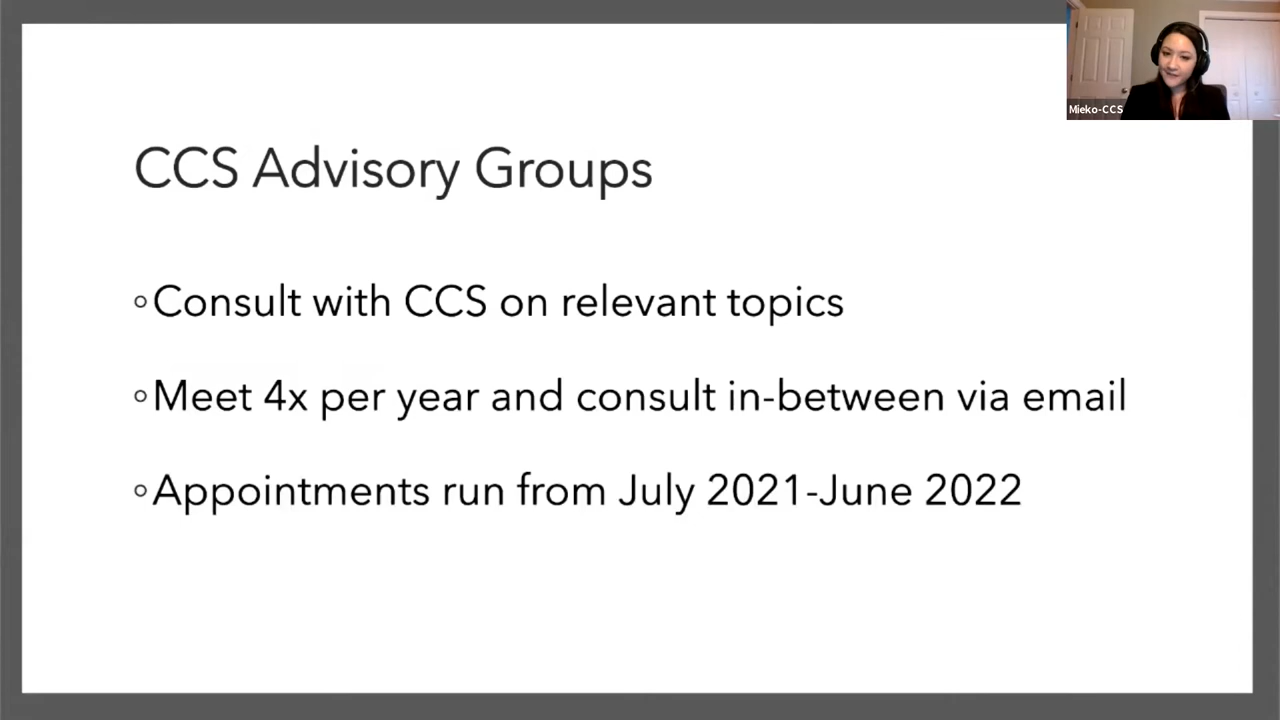 Mieko-CCS
CCS Advisory Groups
Consult with CCS on relevant topics
Meet 4x per year and consult in-between via email
Appointments run from July 2021-June 2022